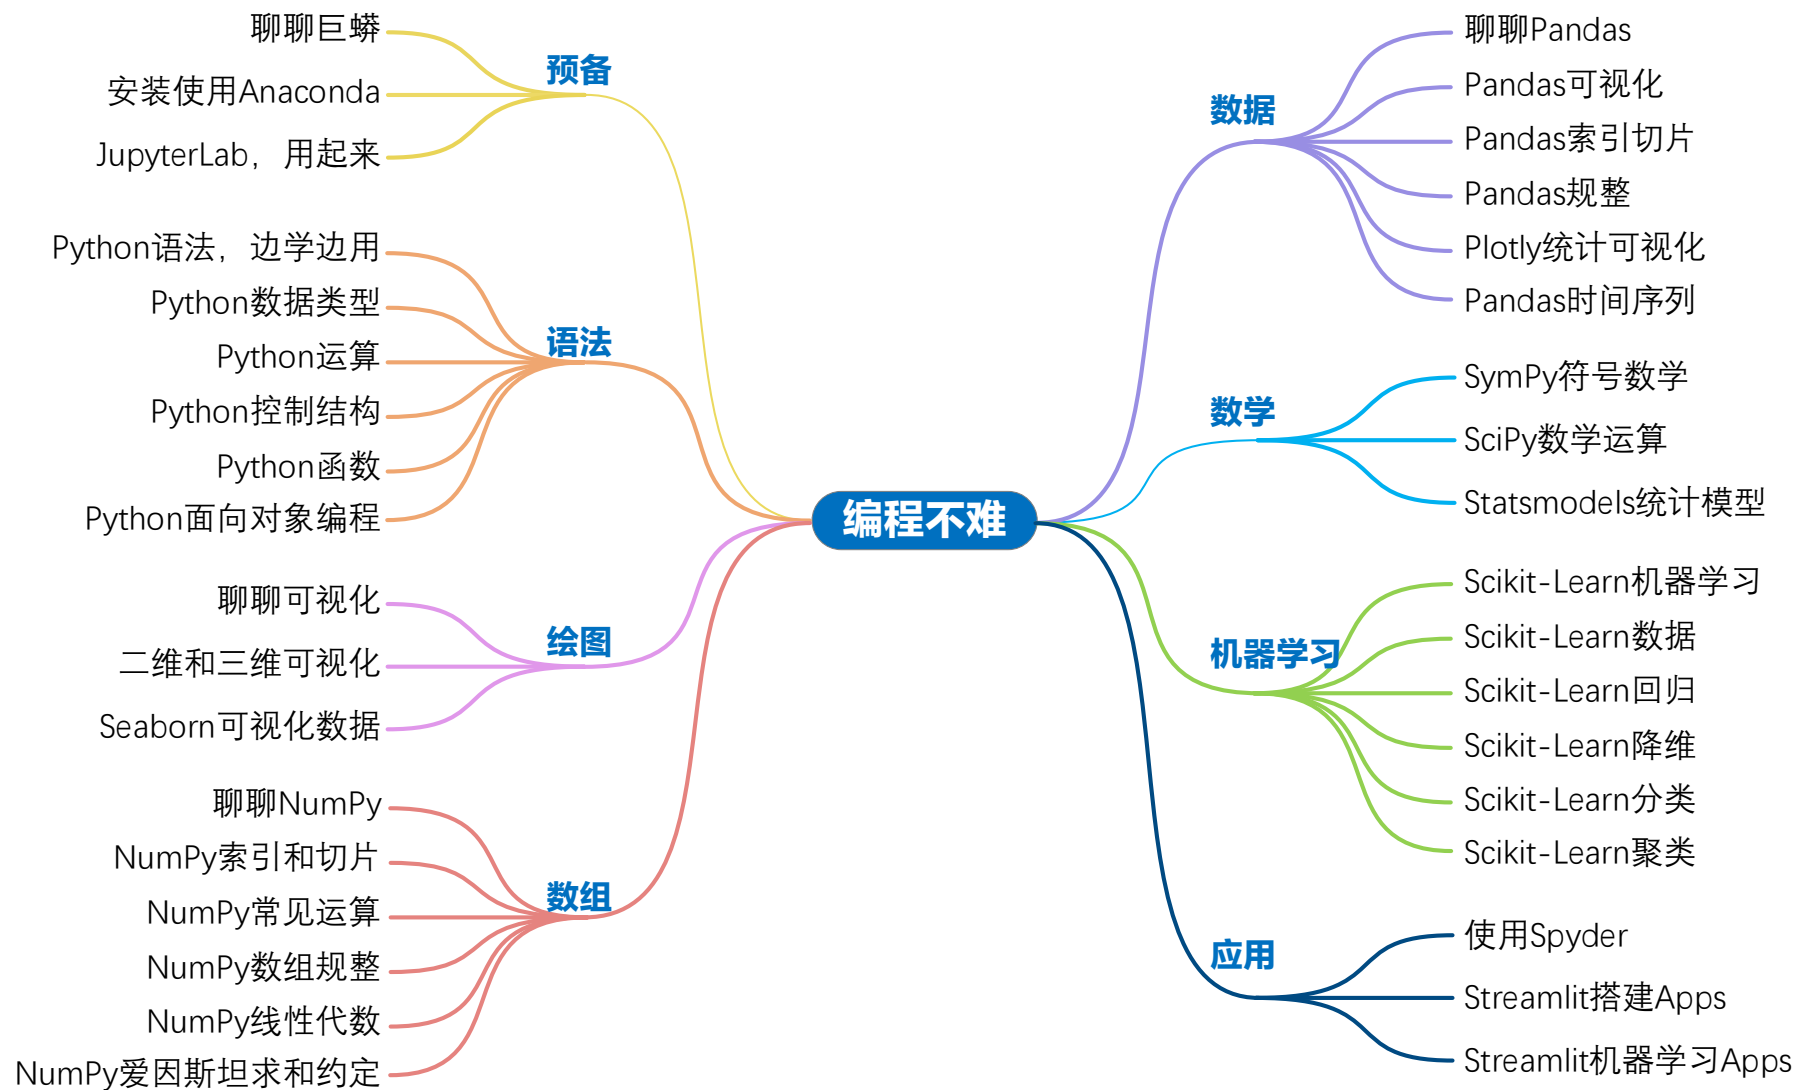 编程不难
预备
聊聊巨蟒
安装使用Anaconda
JupyterLab，用起来
语法
Python语法，边学边用
Python数据类型
Python运算
Python控制结构
Python函数
Python面向对象编程
绘图
聊聊可视化
二维和三维可视化
Seaborn可视化数据
数组
聊聊NumPy
NumPy索引和切片
NumPy常见运算
NumPy数组规整
NumPy线性代数
NumPy爱因斯坦求和约定
数据
聊聊Pandas
Pandas可视化
Pandas索引切片
Pandas规整
Plotly统计可视化
Pandas时间序列
数学
SymPy符号数学
SciPy数学运算
Statsmodels统计模型
机器学习
Scikit-Learn机器学习
Scikit-Learn数据
Scikit-Learn回归
Scikit-Learn降维
Scikit-Learn分类
Scikit-Learn聚类
应用
使用Spyder
Streamlit搭建Apps
Streamlit机器学习Apps